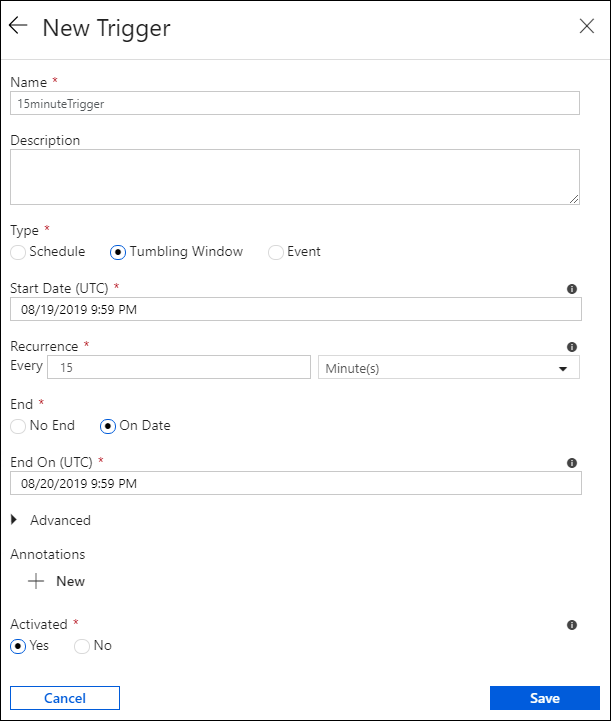 New Trigger
Name *
15minuteTrigger
Description
Type *
Schedule Tumbling Window Event
Start Date (UTC) *
08/19/2019 9:59 PM
Recurrence *
Every 15 Minute(s)
End *
No End On Date
End On (UTC) *
08/20/2019 9:59 PM
Advanced
Annotations
New
Activated *
Yes No
Cancel Save